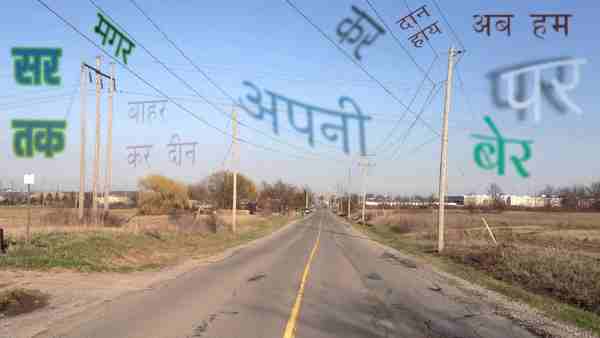 सर
तक
मगर
बाहर
कर दीन
अपनी
कर
दान
हाय
अब हम
पर
बेर